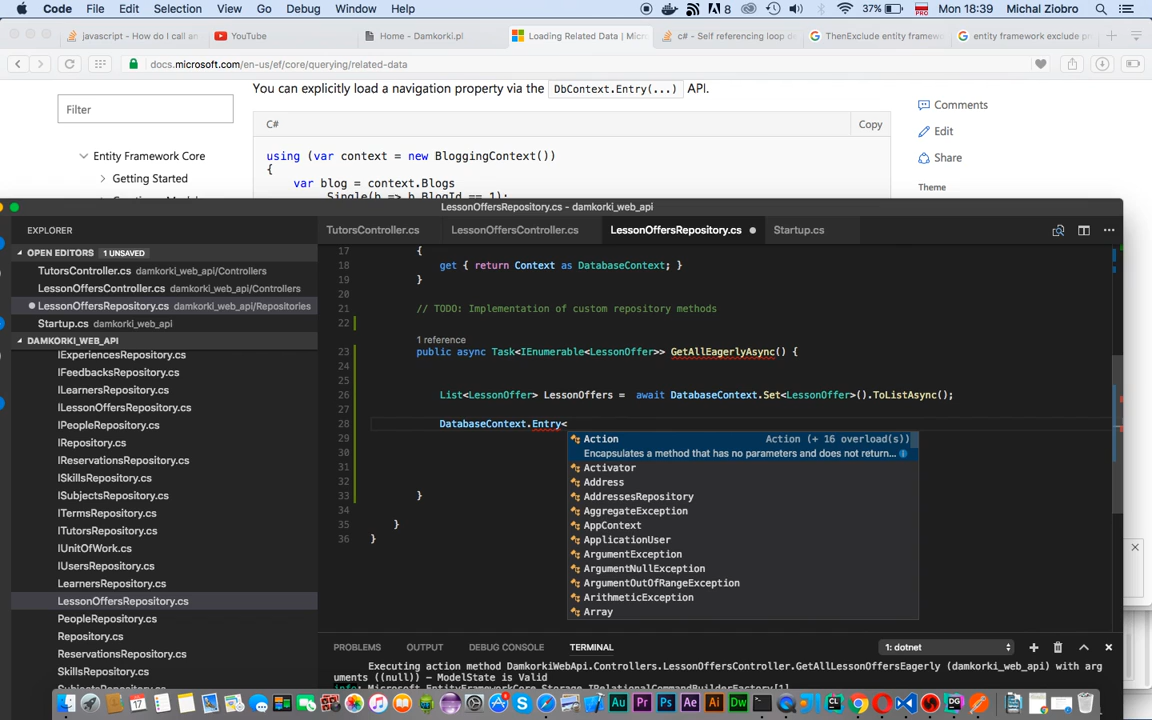 Code File Edit Selection View Go Debug Window Help 8 37% Mon 18:39 Michal Ziobro
javascript - How do I call an
YouTube
Home - Damkorki.pl
Loading Related Data | Micr
c# - Self referencing loop d
ThenExclude entity framew
entity framework exclude pr
docs.microsoft.com/en-us/ef/core/querying/related-data
You can explicitly load a navigation property via the DbContext.Entry(...) API.
Filter
Entity Framework Core
Getting Started
C#
Copy
using (var context = new BloggingContext())
{
var blog = context.Blogs
.Single(b => b.BlogId == 1);
Comments
Edit
Share
Theme
LessonOffersRepository.cs - damkorki_web_api
EXPLORER
OPEN EDITORS 1 UNSAVED
TutorsController.cs damkorki_web_api/Controllers
LessonOffersController.cs damkorki_web_api/Controllers
LessonOffersRepository.cs damkorki_web_api/Repositories
Startup.cs damkorki_web_api
DAMKORKI_WEB_API
IExperiencesRepository.cs
IFeedbacksRepository.cs
ILearnersRepository.cs
ILessonOffersRepository.cs
IPeopleRepository.cs
IRepository.cs
IReservationsRepository.cs
ISkillsRepository.cs
ISubjectsRepository.cs
ITermsRepository.cs
ITutorsRepository.cs
IUnitOfWork.cs
IUsersRepository.cs
LearnersRepository.cs
LessonOffersRepository.cs
PeopleRepository.cs
Repository.cs
ReservationsRepository.cs
SkillsRepository.cs
TutorsController.cs
LessonOffersController.cs
LessonOffersRepository.cs
Startup.cs
17 {
18 get { return Context as DatabaseContext; }
19 }
20
21 // TODO: Implementation of custom repository methods
22
1 reference
23 public async Task<IEnumerable<LessonOffer>> GetAllEagerlyAsync() {
24
25
26 List<LessonOffer> LessonOffers = await DatabaseContext.Set<LessonOffer>().ToListAsync();
27
28 DatabaseContext.Entry<
29
30
31
32
33 }
34
35 }
36 }
Action Action (+ 16 overload(s))
Encapsulates a method that has no parameters and does not return...
Activator
Address
AddressesRepository
AggregateException
AppContext
ApplicationUser
ArgumentException
ArgumentNullException
ArgumentOutOfRangeException
ArithmeticException
Array
PROBLEMS OUTPUT DEBUG CONSOLE TERMINAL 1: dotnet
Executing action method DamkorkiWebApi.Controllers.LessonOffersController.GetAllLessonOffersEagerly (damkorki_web_api) with arg
uments ((null)) - ModelState is Valid
info: Microsoft.EntityFrameworkCore.Storage.IRelationalCommandBuilderFactory[1]